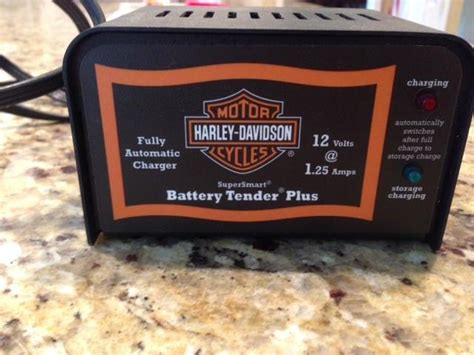 Fully
Automatic
Charger
MOTOR
HARLEY-DAVIDSON
CYCLES ®
12 Volts
@
1.25 Amps
SuperSmart®
Battery Tender® Plus
charging
automatically
switches
after full
charge to
storage charge
storage
charging